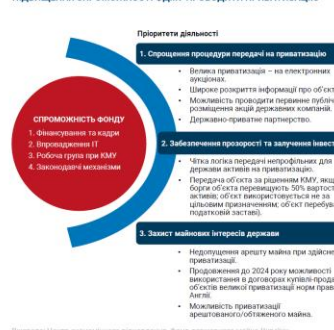 Пріоритети діяльності
1. Спрощення процедури передачі на приватизацію
• Велика приватизація – на електронних
аукціонах.
• Широке розкриття інформації про об'єкт
• Можливість проводити первинне публічне
розміщення акцій державних компаній.
• Державно-приватне партнерство.
СПРОМОЖНІСТЬ ФОНДУ
1. Фінансування та кадри
2. Впровадження ІТ
3. Робоча група при КМУ
4. Законодавчі механізми
2. Забезпечення прозорості та залучення інвест
• Чітка логіка передачі непрофільних для
держави активів на приватизацію.
• Передача об'єкта за рішенням КМУ, якщ
борги об'єкта перевищують 50% вартост
активів; об'єкт використовується не за
цільовим призначенням; об'єкт перебува
податковій заставі).
3. Захист майнових інтересів держави
• Недопущення арешту майна при здійсне
приватизації.
• Продовження до 2024 року можливості
використання в договорах купівлі-прода
об'єктів великої приватизації норм прав
Англії.
• Можливість приватизації
арештованого/обтяженого майна.